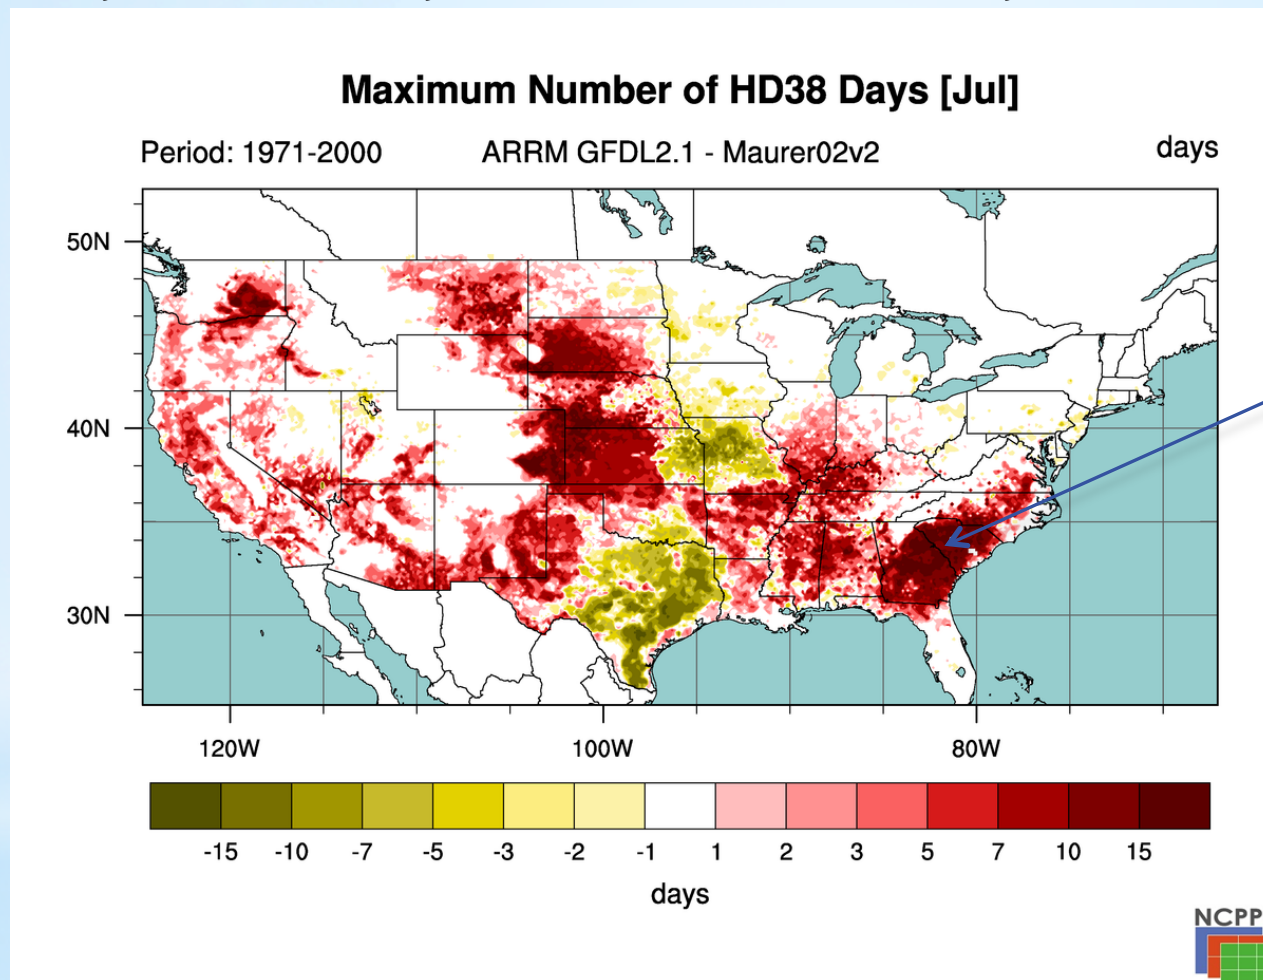 Maximum Number of HD38 Days [Jul]
Period: 1971-2000 ARRM GFDL2.1 - Maurer02v2 days
50N
40N
30N
120W 100W 80W
-15 -10 -7 -5 -3 -2 -1 1 2 3 5 7 10 15
days
NCPP